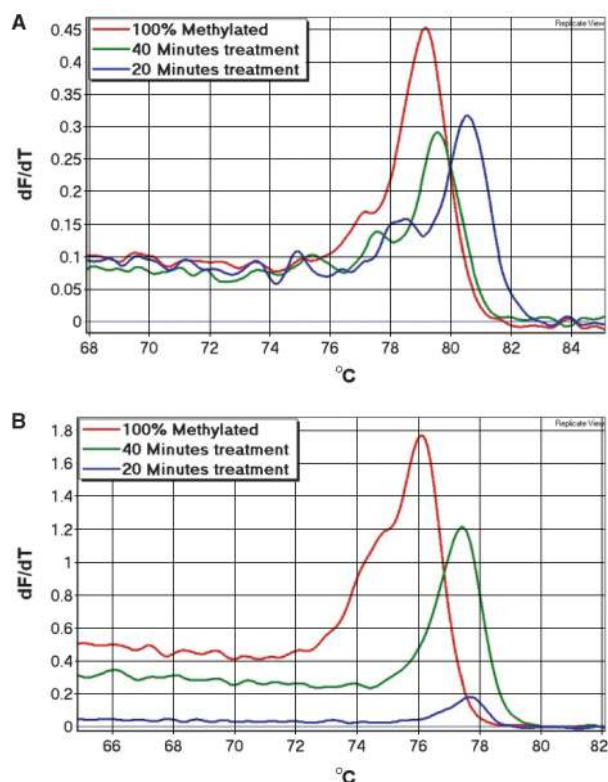 A
Replicate View
100% Methylated
40 Minutes treatment
20 Minutes treatment
dF/dT
0.45
0.4
0.35
0.3
0.25
0.2
0.15
0.1
0.05
0
68 70 72 74 76 78 80 82 84
°C
B
Replicate View
100% Methylated
40 Minutes treatment
20 Minutes treatment
dF/dT
1.8
1.6
1.4
1.2
1
0.8
0.6
0.4
0.2
0
66 68 70 72 74 76 78 80 82
°C